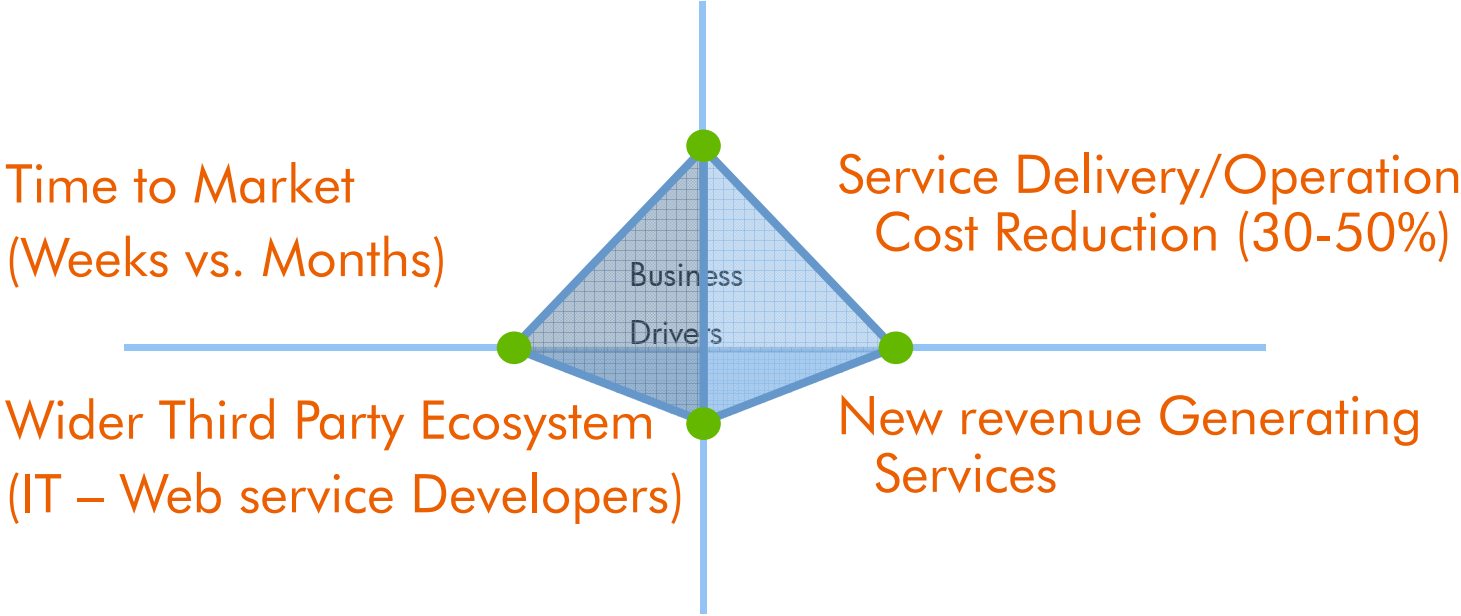 Time to Market
(Weeks vs. Months)
Service Delivery/Operation
Cost Reduction (30-50%)
Business
Drivers
Wider Third Party Ecosystem
(IT – Web service Developers)
New revenue Generating
Services